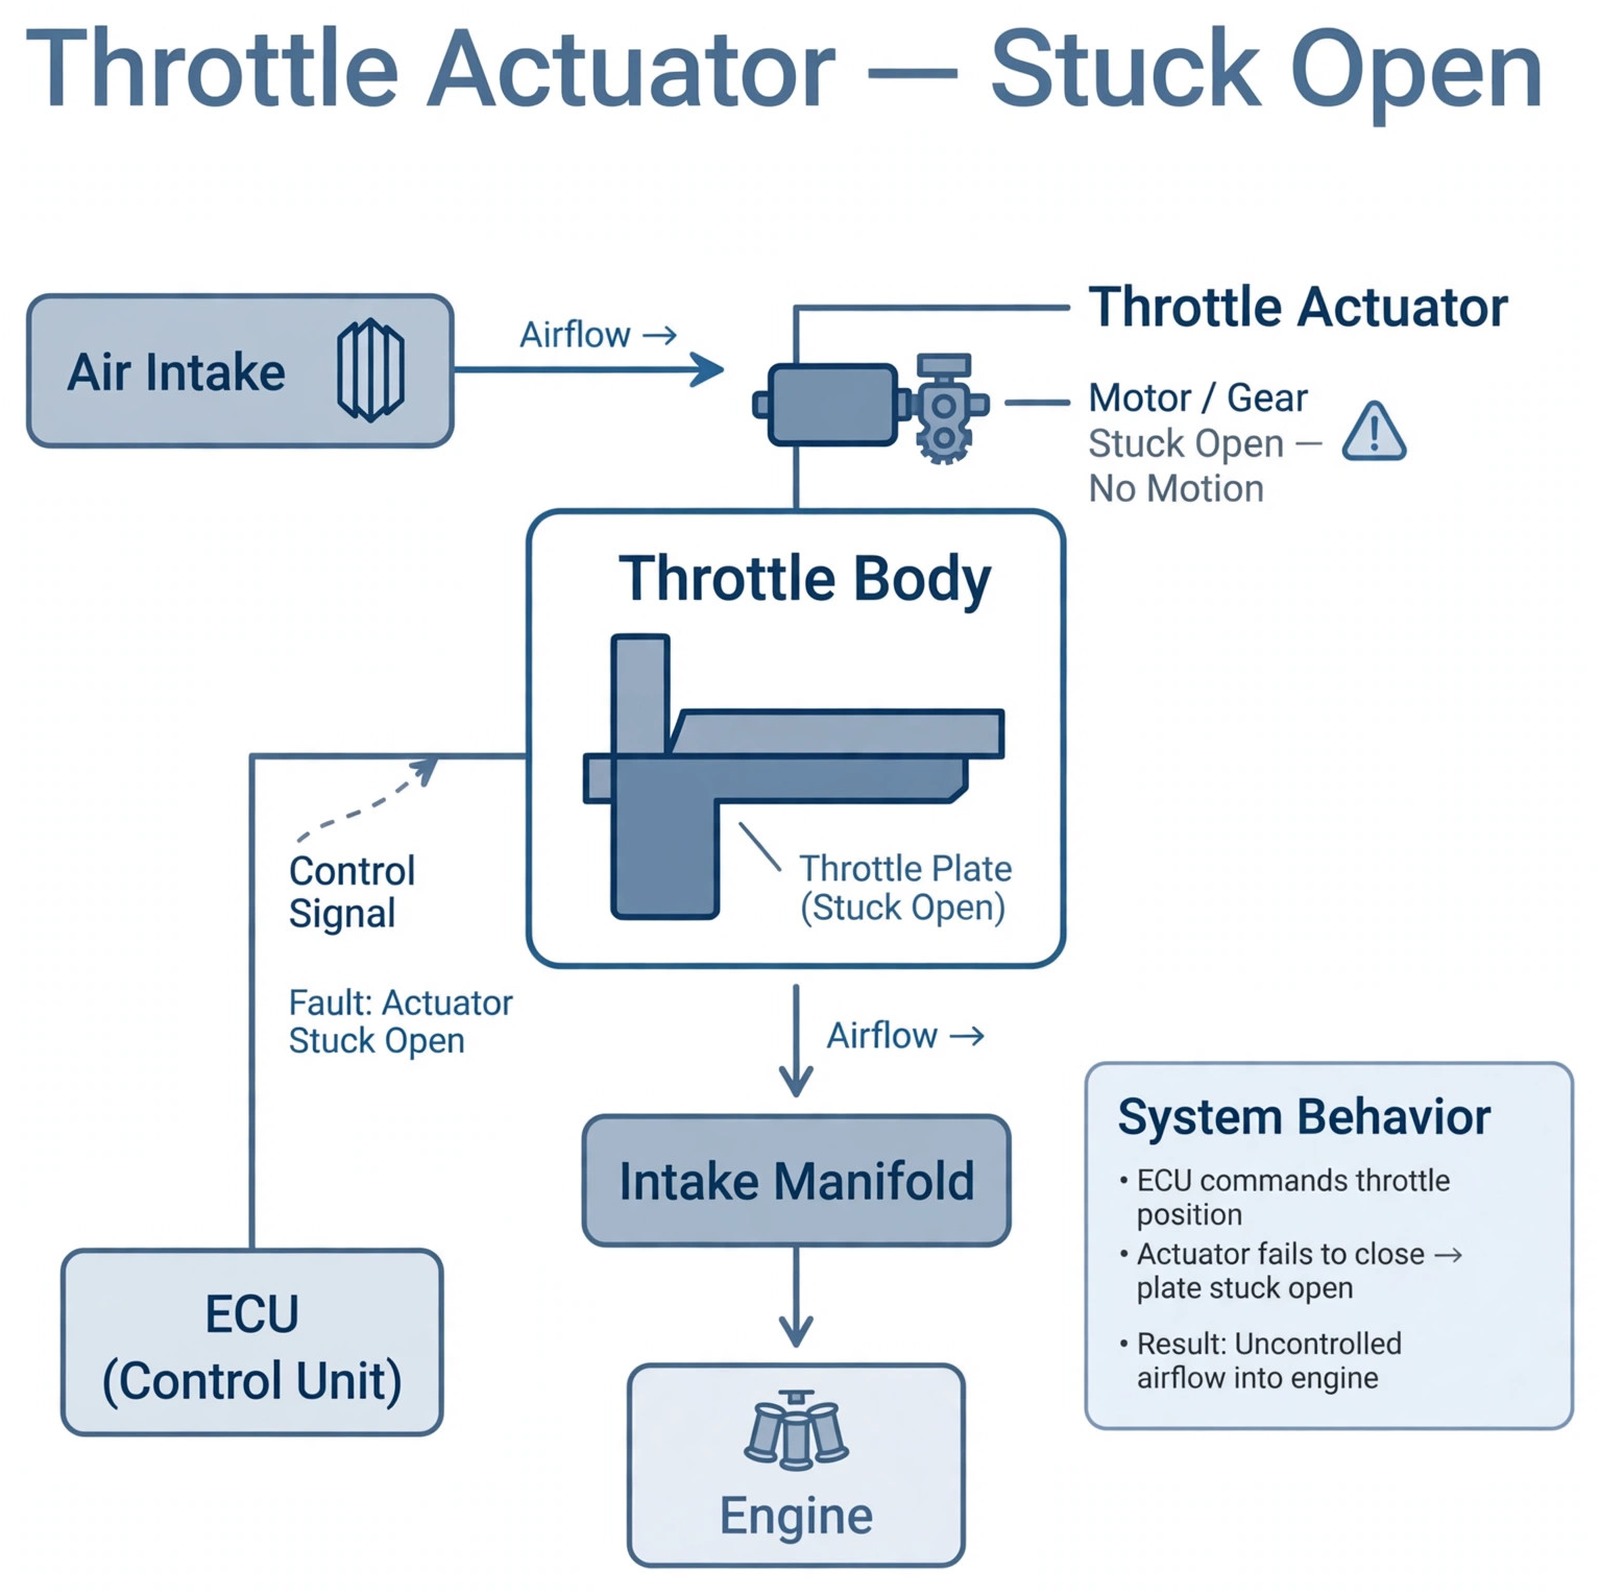 Throttle Actuator — Stuck Open
Air Intake
Airflow →
Throttle Actuator
Motor / Gear
Stuck Open —
No Motion
Throttle Body
Throttle Plate
(Stuck Open)
Control
Signal
Fault: Actuator
Stuck Open
Airflow →
Intake Manifold
ECU
(Control Unit)
Engine
System Behavior
• ECU commands throttle
position
• Actuator fails to close →
plate stuck open
• Result: Uncontrolled
airflow into engine